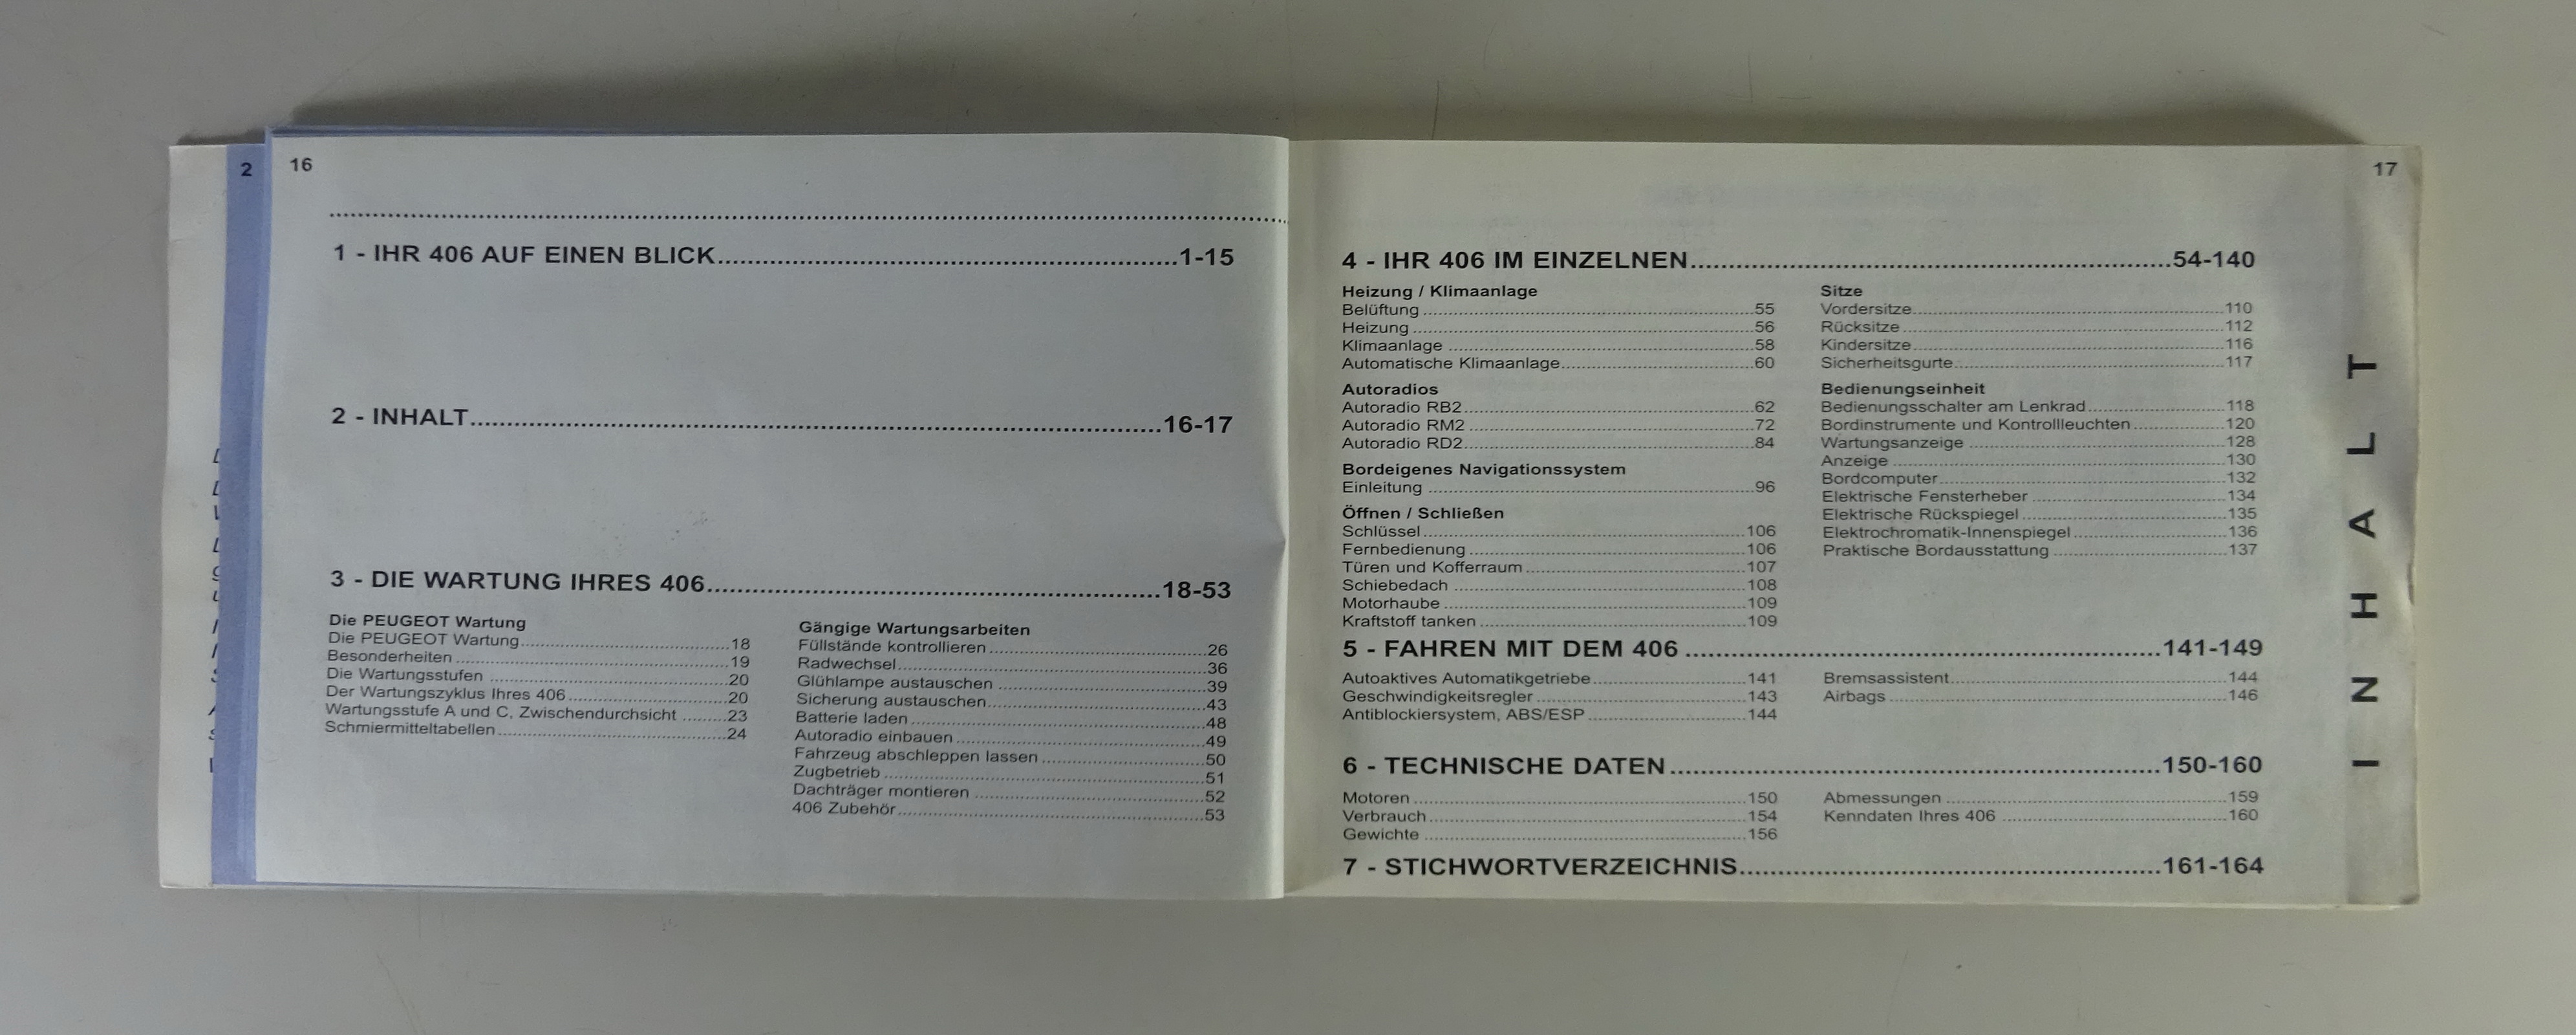 2
16
1 - IHR 406 AUF EINEN BLICK..........1-15
2 - INHALT..........16-17
3 - DIE WARTUNG IHRES 406..........18-53
Die PEUGEOT Wartung
Die PEUGEOT Wartung..........18
Besonderheiten..........19
Die Wartungsstufen..........20
Der Wartungszyklus Ihres 406..........20
Wartungsstufe A und C, Zwischendurchsicht..........23
Schmiermitteltabellen..........24
Gängige Wartungsarbeiten
Füllstände kontrollieren..........26
Radwechsel..........36
Glühlampe austauschen..........39
Sicherung austauschen..........43
Batterie laden..........48
Autoradio einbauen..........49
Fahrzeug abschleppen lassen..........50
Zugbetrieb..........51
Dachträger montieren..........52
406 Zubehör..........53
17
4 - IHR 406 IM EINZELNEN..........54-140
Heizung / Klimaanlage
Belüftung..........55
Heizung..........56
Klimaanlage..........58
Automatische Klimaanlage..........60
Autoradios
Autoradio RB2..........62
Autoradio RM2..........72
Autoradio RD2..........84
Bordeigenes Navigationssystem
Einleitung..........96
Öffnen / Schließen
Schlüssel..........106
Fernbedienung..........106
Türen und Kofferraum..........107
Schiebedach..........108
Motorhaube..........109
Kraftstoff tanken..........109
Sitze
Vordersitze..........110
Rücksitze..........112
Kindersitze..........116
Sicherheitsgurte..........117
Bedienungseinheit
Bedienungsschalter am Lenkrad..........118
Bordinstrumente und Kontrollleuchten..........120
Wartungsanzeige..........128
Anzeige..........130
Bordcomputer..........132
Elektrische Fensterheber..........134
Elektrische Rückspiegel..........135
Elektrochromatik-Innenspiegel..........136
Praktische Bordausstattung..........137
5 - FAHREN MIT DEM 406..........141-149
Autoaktives Automatikgetriebe..........141
Geschwindigkeitsregler..........143
Antiblockiersystem, ABS/ESP..........144
Bremsassistent..........144
Airbags..........146
6 - TECHNISCHE DATEN..........150-160
Motoren..........150
Verbrauch..........154
Gewichte..........156
Abmessungen..........159
Kenndaten Ihres 406..........160
7 - STICHWORTVERZEICHNIS..........161-164
INHALT